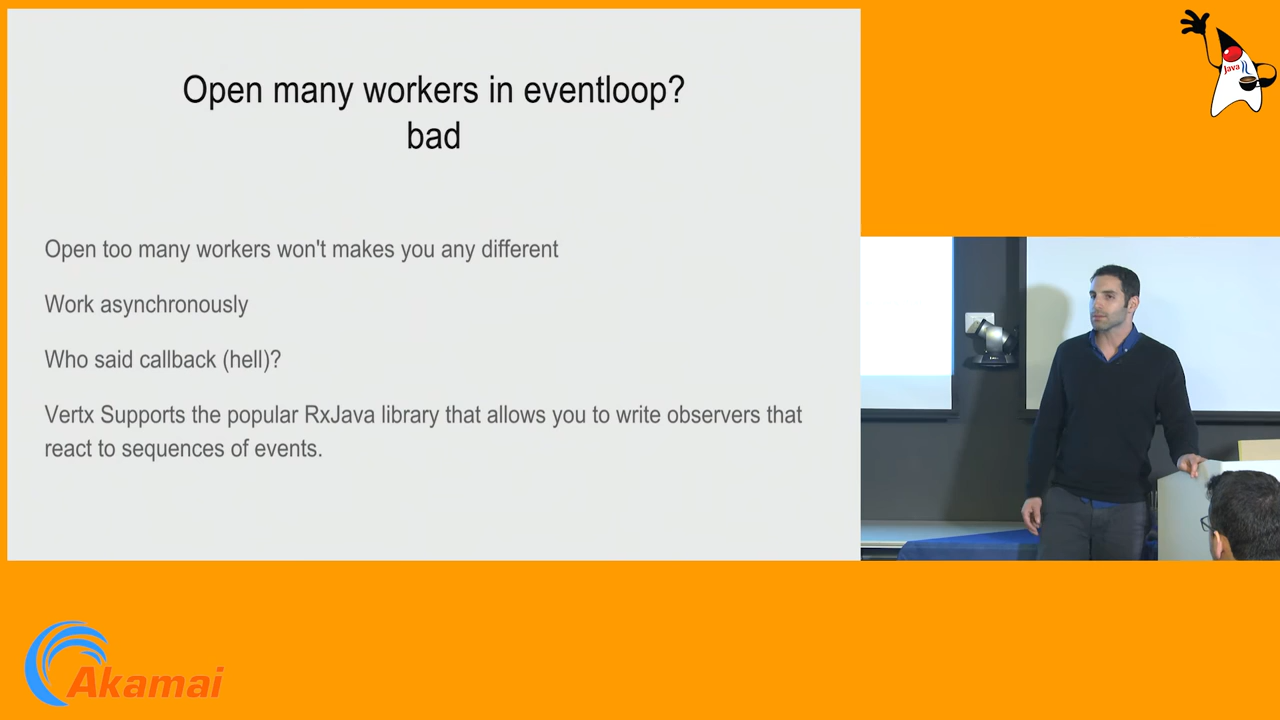 Open many workers in eventloop?
bad
Open too many workers won't makes you any different
Work asynchronously
Who said callback (hell)?
Vertx Supports the popular RxJava library that allows you to write observers that
react to sequences of events.
Java
Akamai